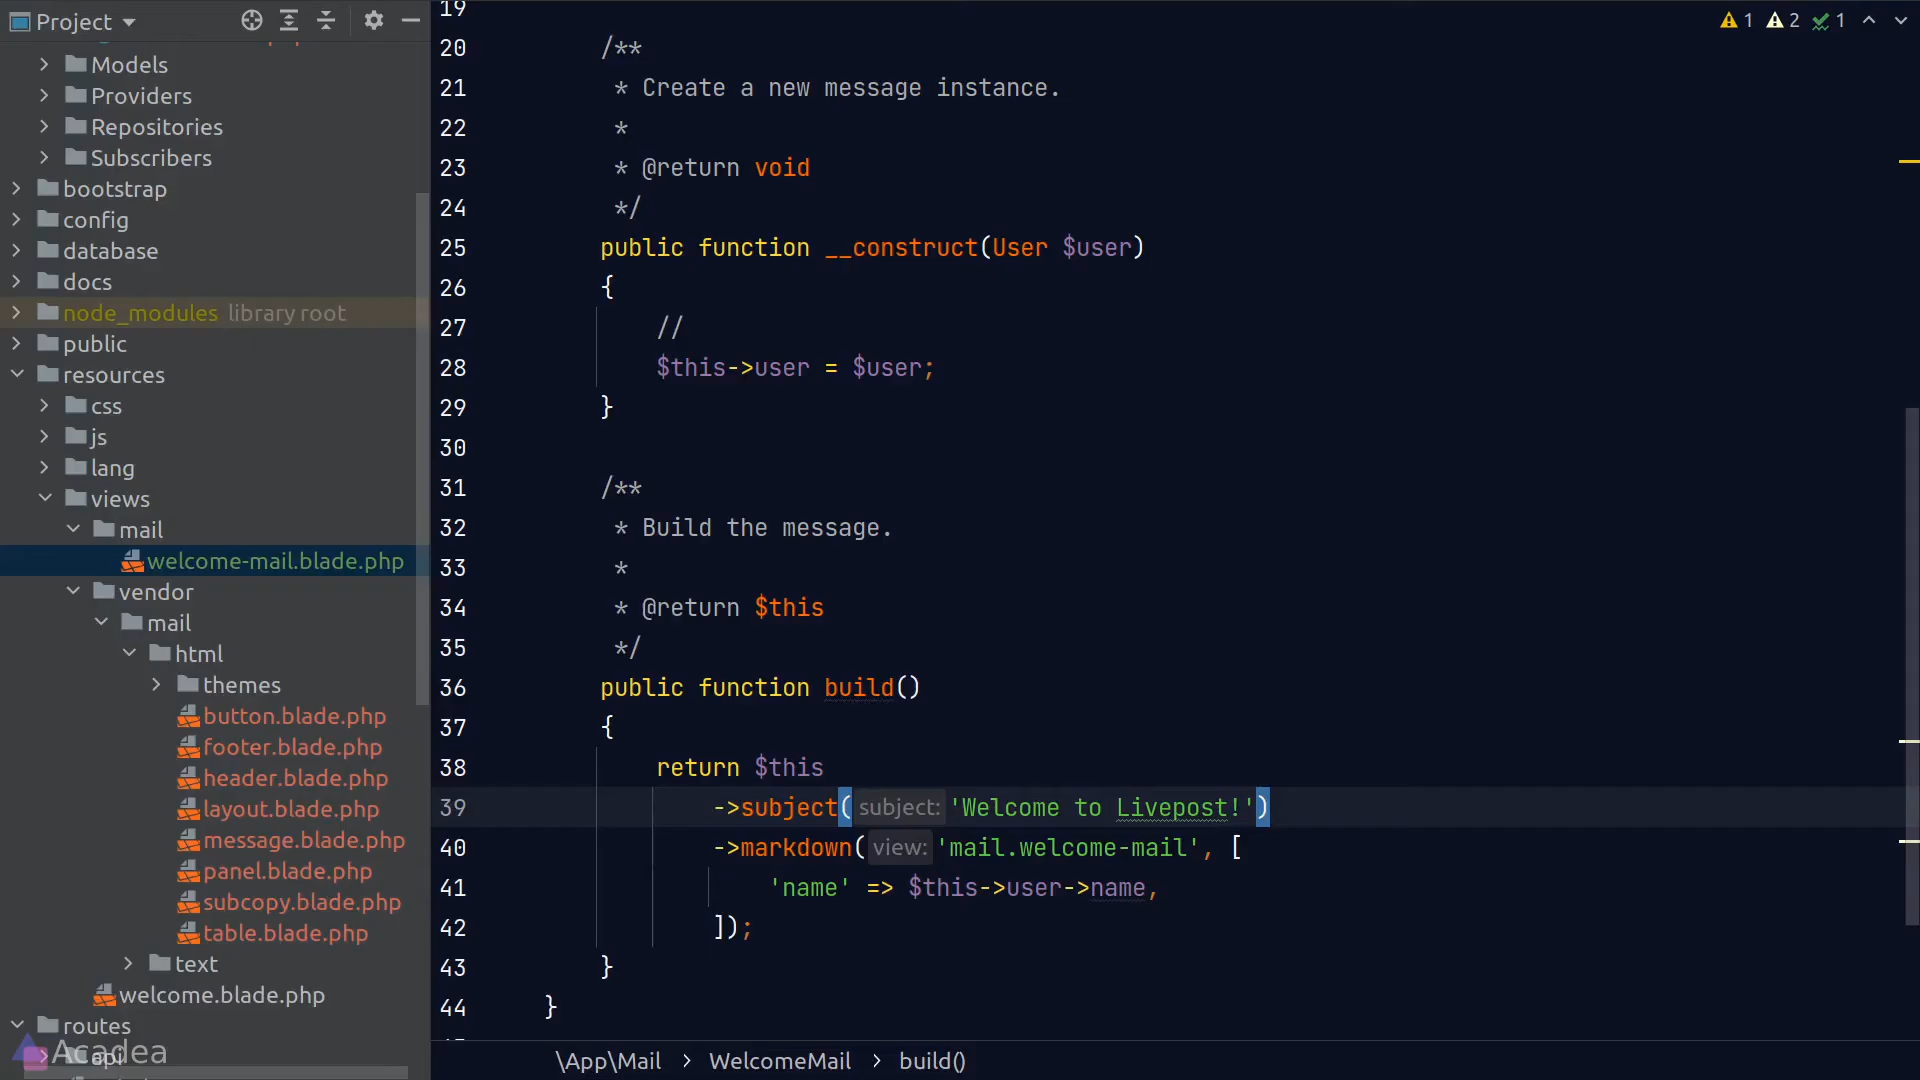 Project
Models
Providers
Repositories
Subscribers
bootstrap
config
database
docs
node_modules library root
public
resources
css
js
lang
views
mail
welcome-mail.blade.php
vendor
mail
html
themes
button.blade.php
footer.blade.php
header.blade.php
layout.blade.php
message.blade.php
panel.blade.php
subcopy.blade.php
table.blade.php
text
welcome.blade.php
routes
api
Acadea
1 2 1
19
20 /**
21 * Create a new message instance.
22 *
23 * @return void
24 */
25 public function __construct(User $user)
26 {
27 //
28 $this->user = $user;
29 }
30
31 /**
32 * Build the message.
33 *
34 * @return $this
35 */
36 public function build()
37 {
38 return $this
39 ->subject( subject: 'Welcome to Livepost!')
40 ->markdown( view: 'mail.welcome-mail', [
41 'name' => $this->user->name,
42 ]);
43 }
44 }
\App\Mail > WelcomeMail > build()